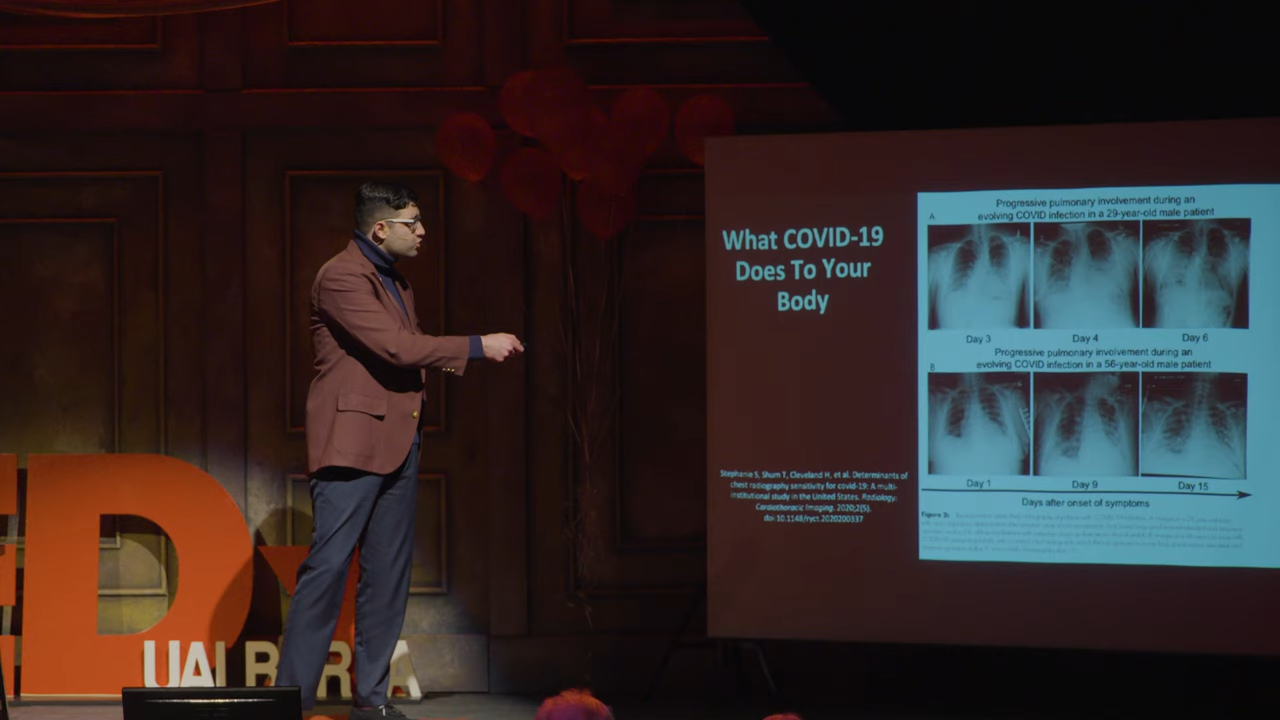 What COVID-19
Does To Your
Body
Stephanie S, Shum T, Cleveland H, et al. Determinants of
chest radiography sensitivity for covid-19: A multi-
institutional study in the United States. Radiology:
Cardiothoracic Imaging. 2020;2(5).
doi:10.1148/ryct.2020200337
Progressive pulmonary involvement during an
A
evolving COVID infection in a 29-year-old male patient
Day 3
Day 4
Day 6
Progressive pulmonary involvement during an
B
evolving COVID infection in a 56-year-old male patient
Day 1
Day 9
Day 15
Days after onset of symptoms
ED
UALBERTA